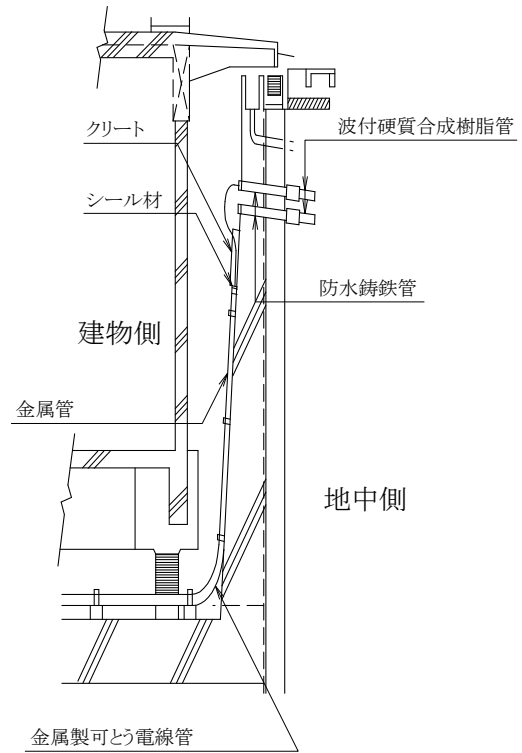 クリート
波付硬質合成樹脂管
シール材
防水鋳鉄管
建物側
金属管
地中側
金属製可とう電線管